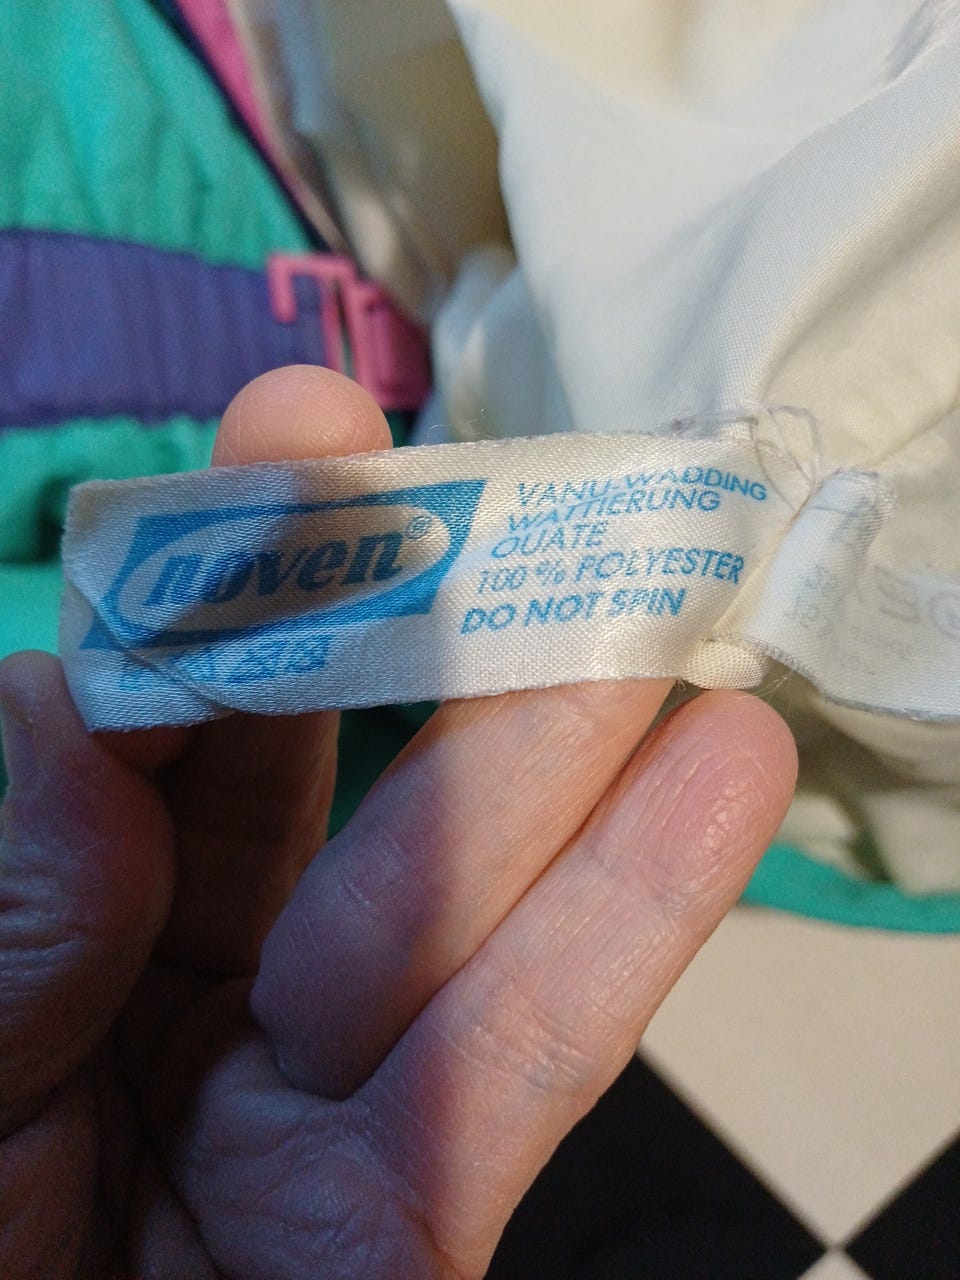 noven®
VANU-WADDING
WATTIERUNG
OUATE
100 % POLYESTER
DO NOT SPIN